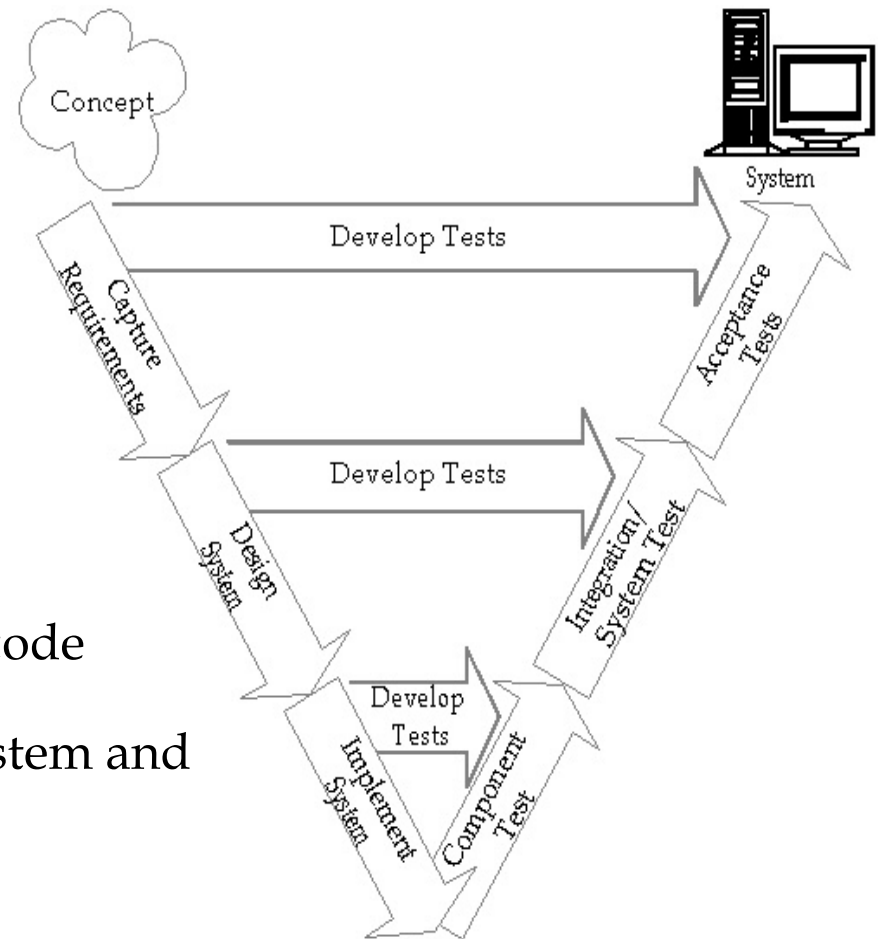 Concept
System
Develop Tests
Capture
Requirements
Acceptance
Tests
Develop Tests
Design
System
Integration/
System Test
Develop
Tests
Implement
System
Component
Test
stem and